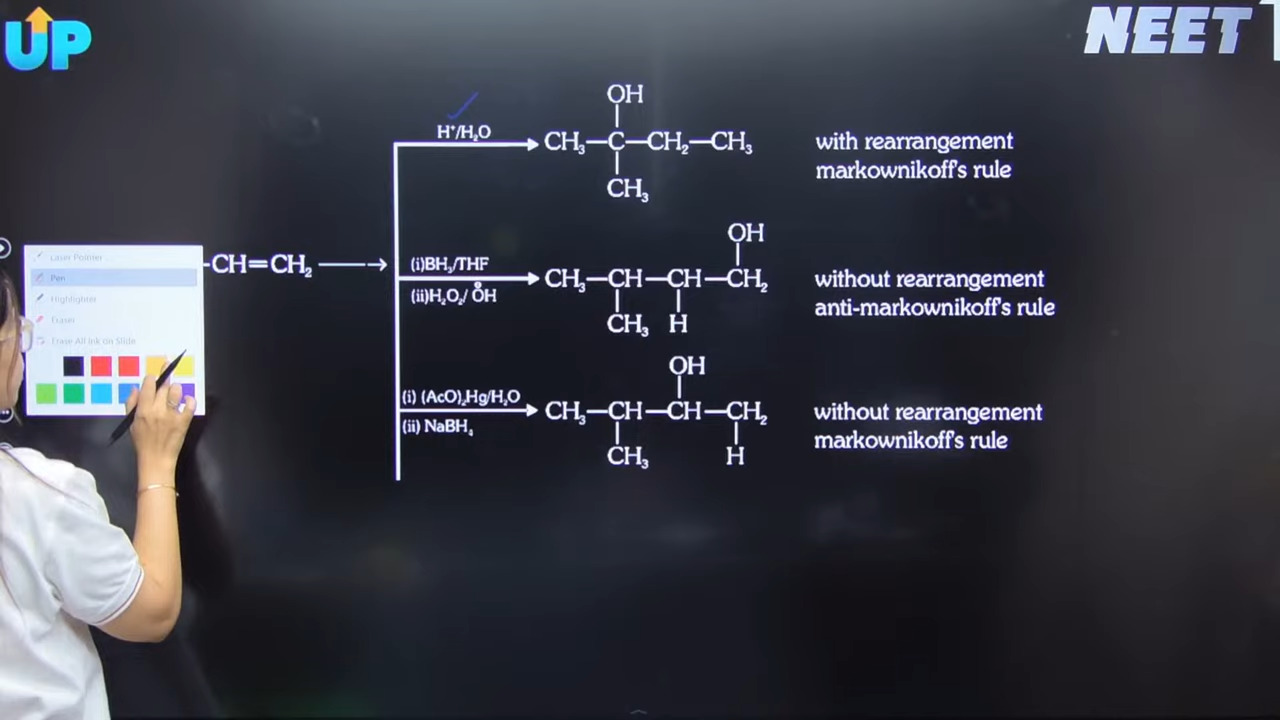 UP
NEET
OH
H⁺/H₂O
CH₃—C—CH₂—CH₃
CH₃
with rearrangement
markownikoff's rule
Laser Pointer
Pen
Highlighter
Eraser
Erase All Ink on Slide
-CH=CH₂
OH
(i)BH₃/THF
(ii)H₂O₂/ OH
CH₃—CH—CH—CH₂
CH₃ H
without rearrangement
anti-markownikoff's rule
OH
(i) (AcO)₂Hg/H₂O
(ii) NaBH₄
CH₃—CH—CH—CH₂
CH₃ H
without rearrangement
markownikoff's rule